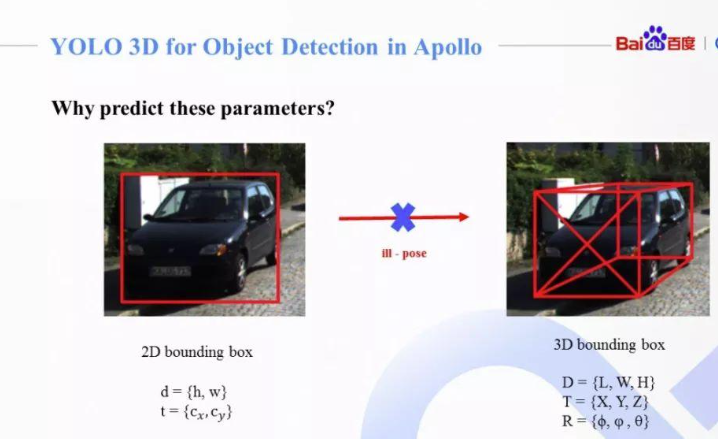 YOLO 3D for Object Detection in Apollo
Bai du 百度
Why predict these parameters?
ill - pose
2D bounding box
3D bounding box
d = {h, w}
t = {cₓ, c_y}
D = {L, W, H}
T = {X, Y, Z}
R = {ϕ, φ, θ}